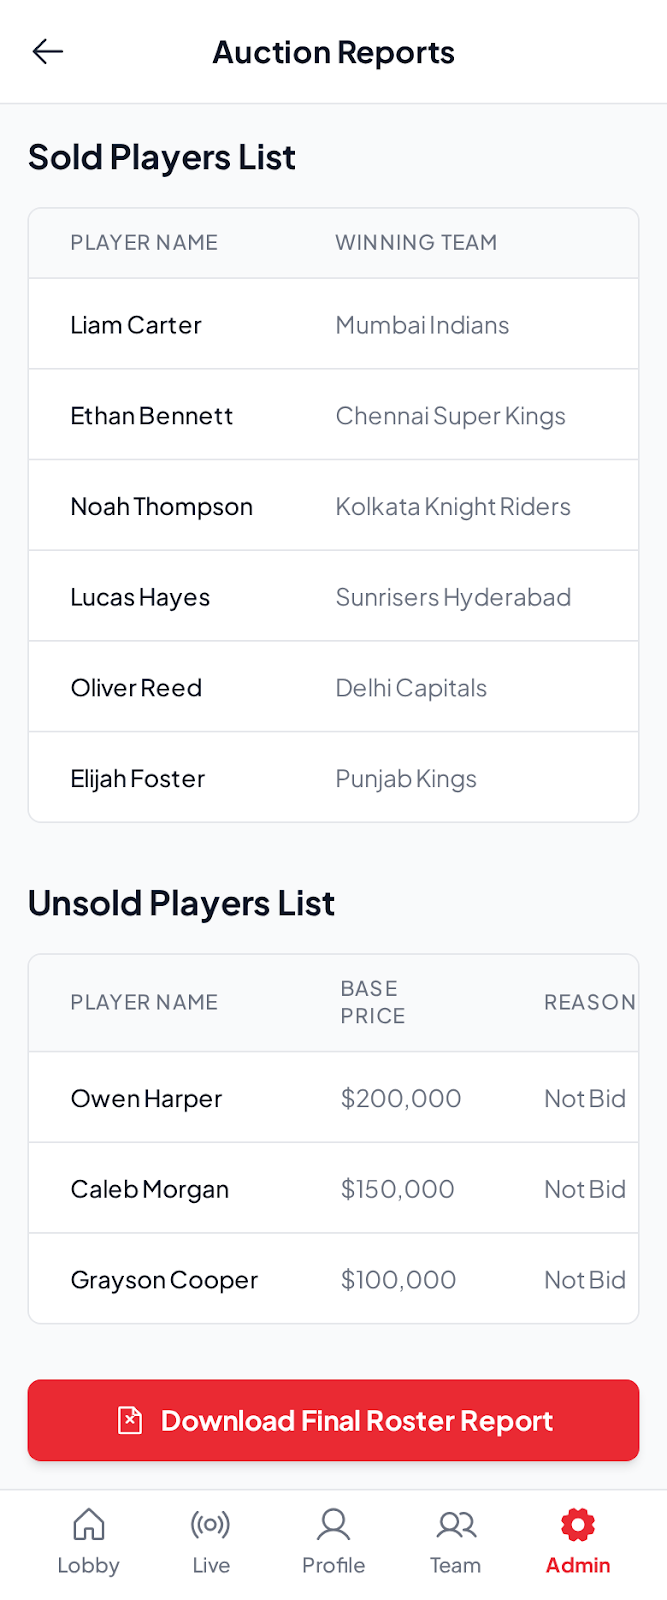 Auction Reports
Sold Players List
PLAYER NAME WINNING TEAM
Liam Carter Mumbai Indians
Ethan Bennett Chennai Super Kings
Noah Thompson Kolkata Knight Riders
Lucas Hayes Sunrisers Hyderabad
Oliver Reed Delhi Capitals
Elijah Foster Punjab Kings
Unsold Players List
PLAYER NAME BASE PRICE REASON
Owen Harper $200,000 Not Bid
Caleb Morgan $150,000 Not Bid
Grayson Cooper $100,000 Not Bid
Download Final Roster Report
Lobby Live Profile Team Admin